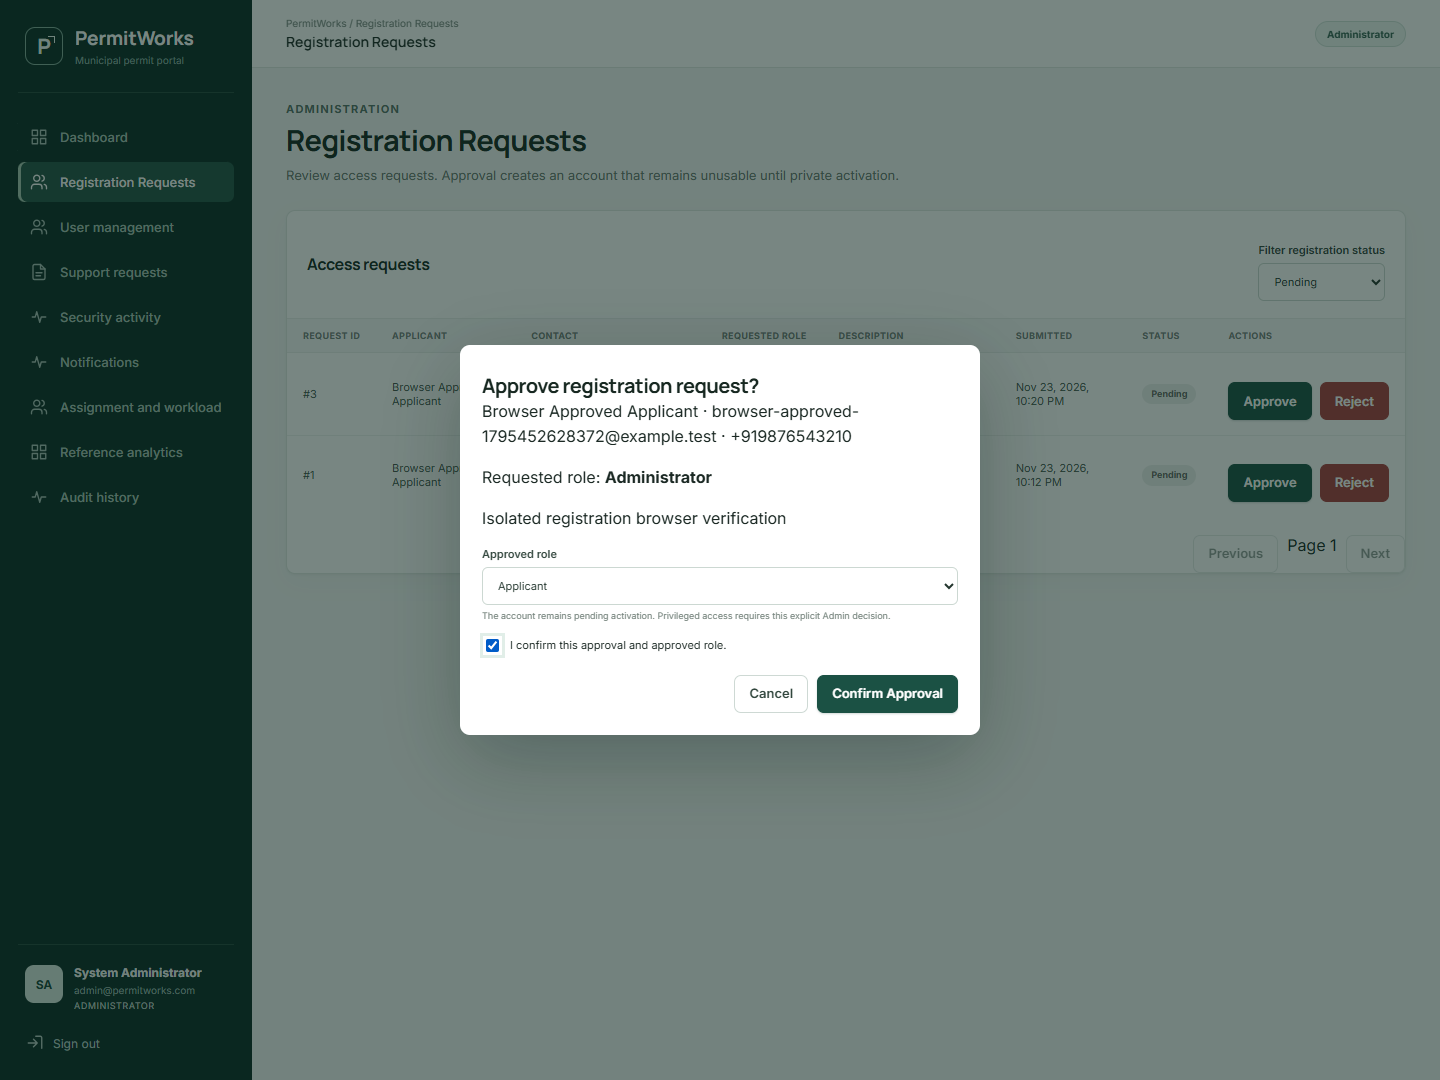 PermitWorks
Municipal permit portal
Dashboard
Registration Requests
User management
Support requests
Security activity
Notifications
Assignment and workload
Reference analytics
Audit history
SA
System Administrator
admin@permitworks.com
ADMINISTRATOR
Sign out
PermitWorks / Registration Requests
Registration Requests
Administrator
ADMINISTRATION
Registration Requests
Review access requests. Approval creates an account that remains unusable until private activation.
Access requests
Filter registration status
Pending
REQUEST ID APPLICANT CONTACT REQUESTED ROLE DESCRIPTION SUBMITTED STATUS ACTIONS
#3 Browser App Applicant Nov 23, 2026, 10:20 PM Pending Approve Reject
#1 Browser App Applicant Nov 23, 2026, 10:12 PM Pending Approve Reject
Previous Page 1 Next
Approve registration request?
Browser Approved Applicant · browser-approved-
1795452628372@example.test · +919876543210
Requested role: Administrator
Isolated registration browser verification
Approved role
Applicant
The account remains pending activation. Privileged access requires this explicit Admin decision.
I confirm this approval and approved role.
Cancel Confirm Approval